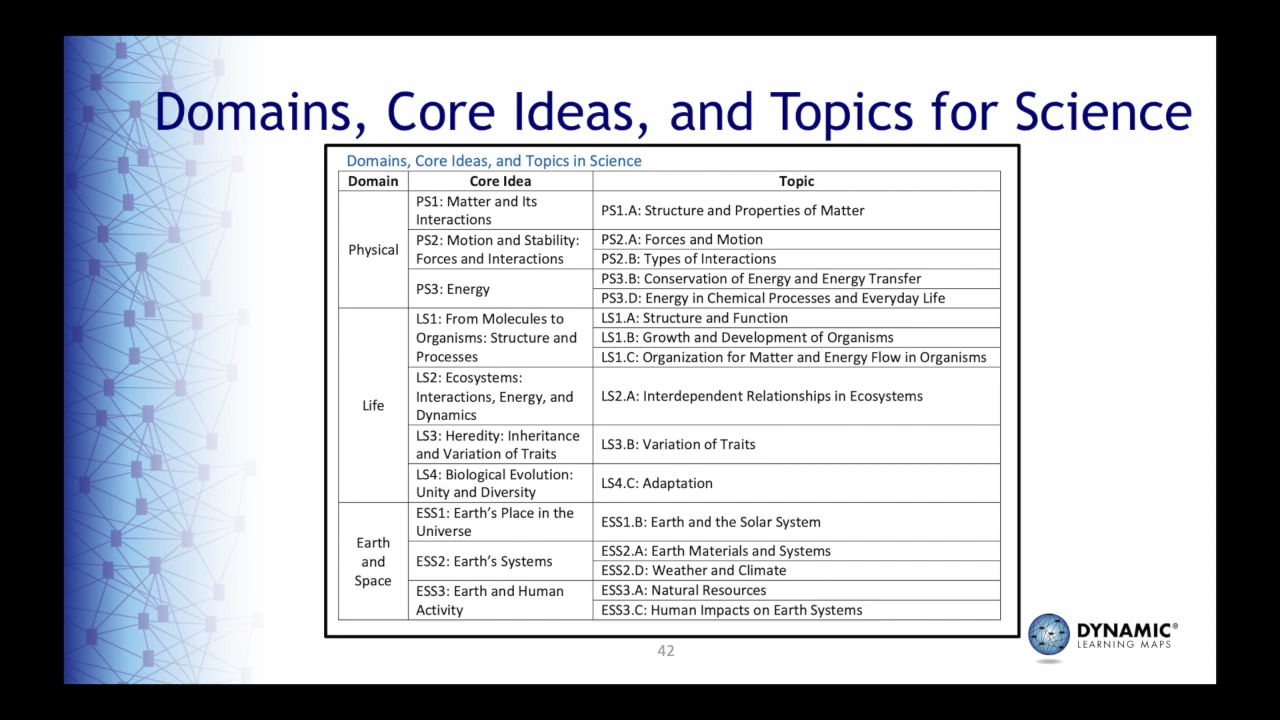 Domains, Core Ideas, and Topics for Science
Domains, Core Ideas, and Topics in Science
Domain Core Idea Topic
Physical
PS1: Matter and Its
Interactions
PS1.A: Structure and Properties of Matter
PS2: Motion and Stability:
Forces and Interactions
PS2.A: Forces and Motion
PS2.B: Types of Interactions
PS3: Energy
PS3.B: Conservation of Energy and Energy Transfer
PS3.D: Energy in Chemical Processes and Everyday Life
Life
LS1: From Molecules to
Organisms: Structure and
Processes
LS1.A: Structure and Function
LS1.B: Growth and Development of Organisms
LS1.C: Organization for Matter and Energy Flow in Organisms
LS2: Ecosystems:
Interactions, Energy, and
Dynamics
LS2.A: Interdependent Relationships in Ecosystems
LS3: Heredity: Inheritance
and Variation of Traits
LS3.B: Variation of Traits
LS4: Biological Evolution:
Unity and Diversity
LS4.C: Adaptation
Earth
and
Space
ESS1: Earth's Place in the
Universe
ESS1.B: Earth and the Solar System
ESS2: Earth's Systems
ESS2.A: Earth Materials and Systems
ESS2.D: Weather and Climate
ESS3: Earth and Human
Activity
ESS3.A: Natural Resources
ESS3.C: Human Impacts on Earth Systems
42
DYNAMIC®
LEARNING MAPS